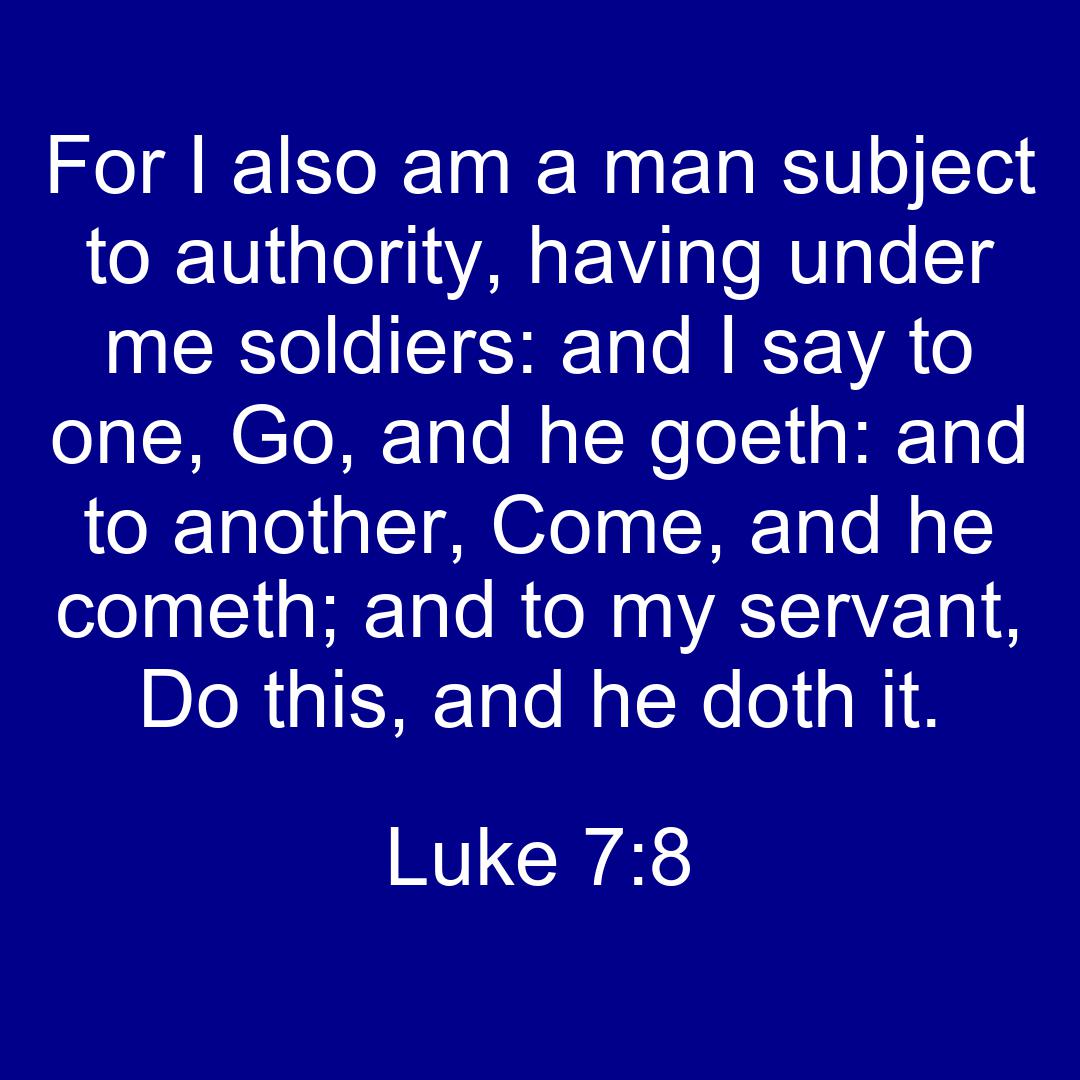 For I also am a man subject
to authority, having under
me soldiers: and I say to
one, Go, and he goeth: and
to another, Come, and he
cometh; and to my servant,
Do this, and he doth it.
Luke 7:8